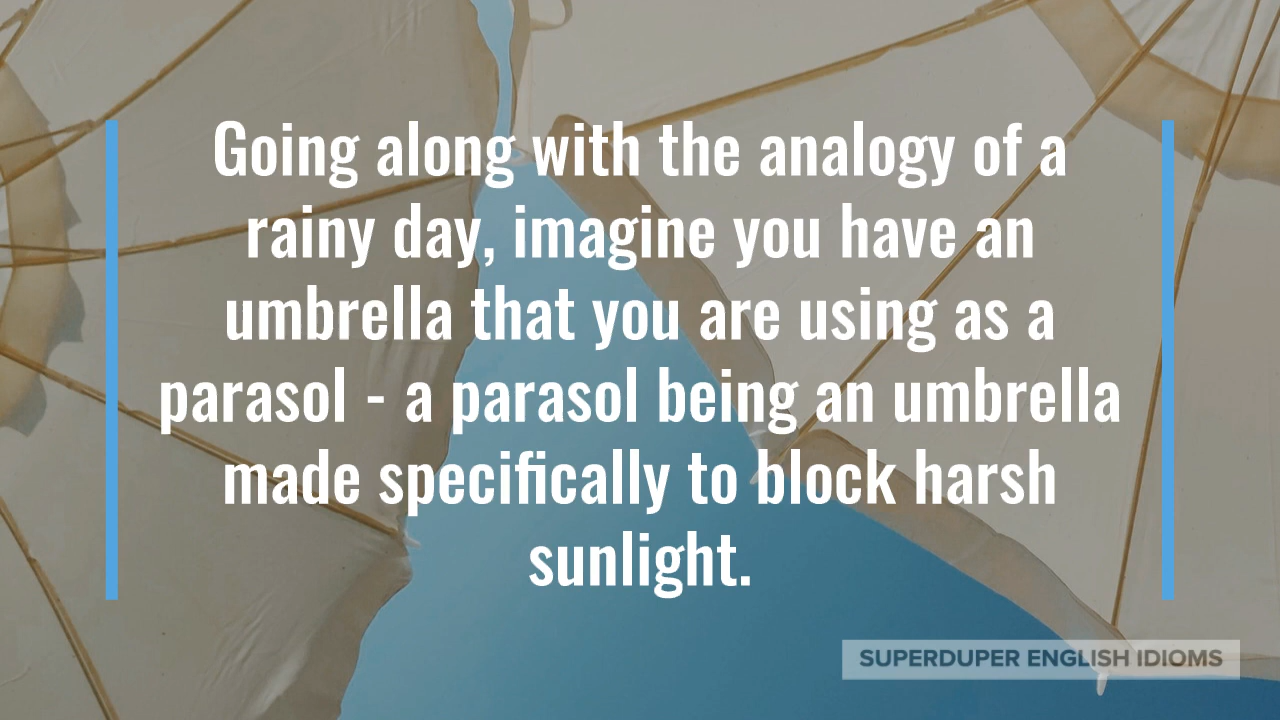 Going along with the analogy of a
rainy day, imagine you have an
umbrella that you are using as a
parasol - a parasol being an umbrella
made specifically to block harsh
sunlight.
SUPERDUPER ENGLISH IDIOMS